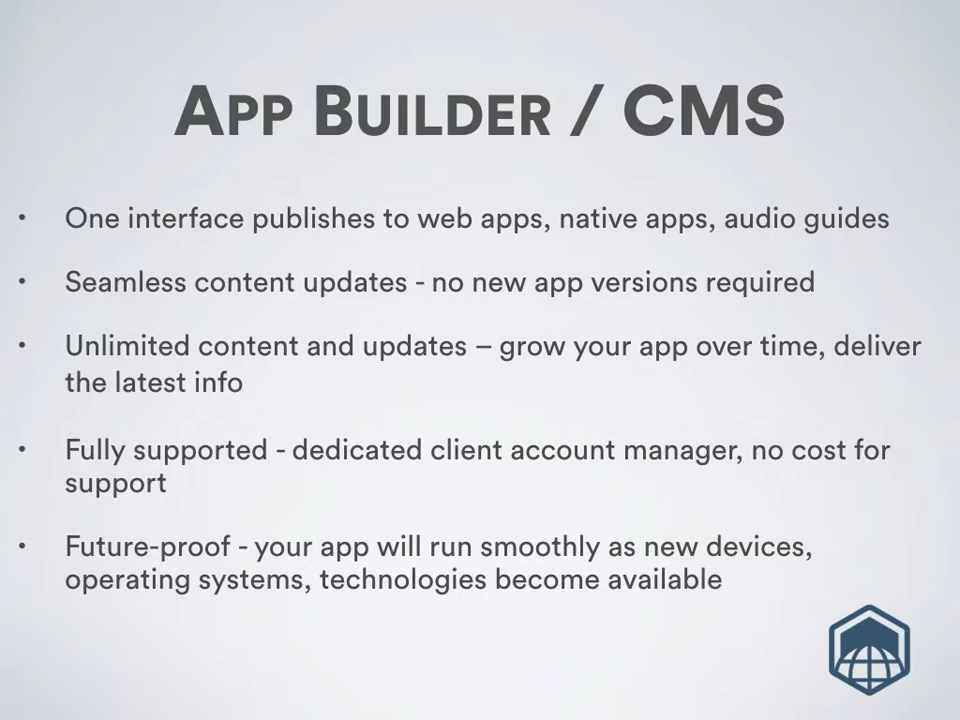 App Builder / CMS
• One interface publishes to web apps, native apps, audio guides
• Seamless content updates - no new app versions required
• Unlimited content and updates – grow your app over time, deliver
the latest info
• Fully supported - dedicated client account manager, no cost for
support
• Future-proof - your app will run smoothly as new devices,
operating systems, technologies become available